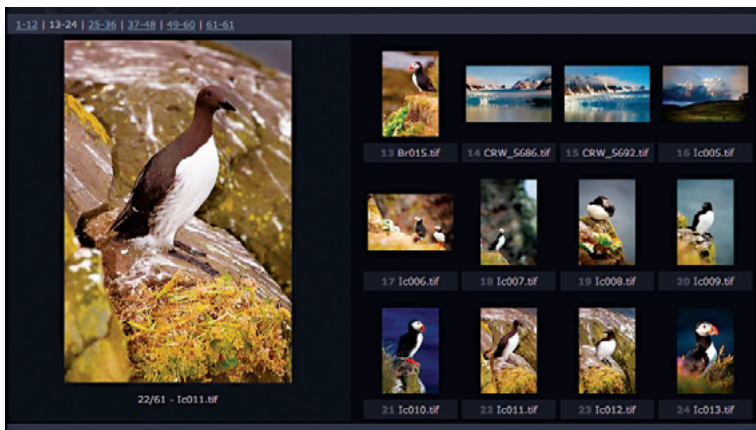 1-12 | 13-24 | 25-36 | 37-48 | 49-60 | 61-61
13 Br015.tif
14 CRW_5686.tif
15 CRW_5692.tif
16 Ic005.tif
17 Ic006.tif
18 Ic007.tif
19 Ic008.tif
20 Ic009.tif
22/61 - Ic011.tif
21 Ic010.tif
22 Ic011.tif
23 Ic012.tif
24 Ic013.tif